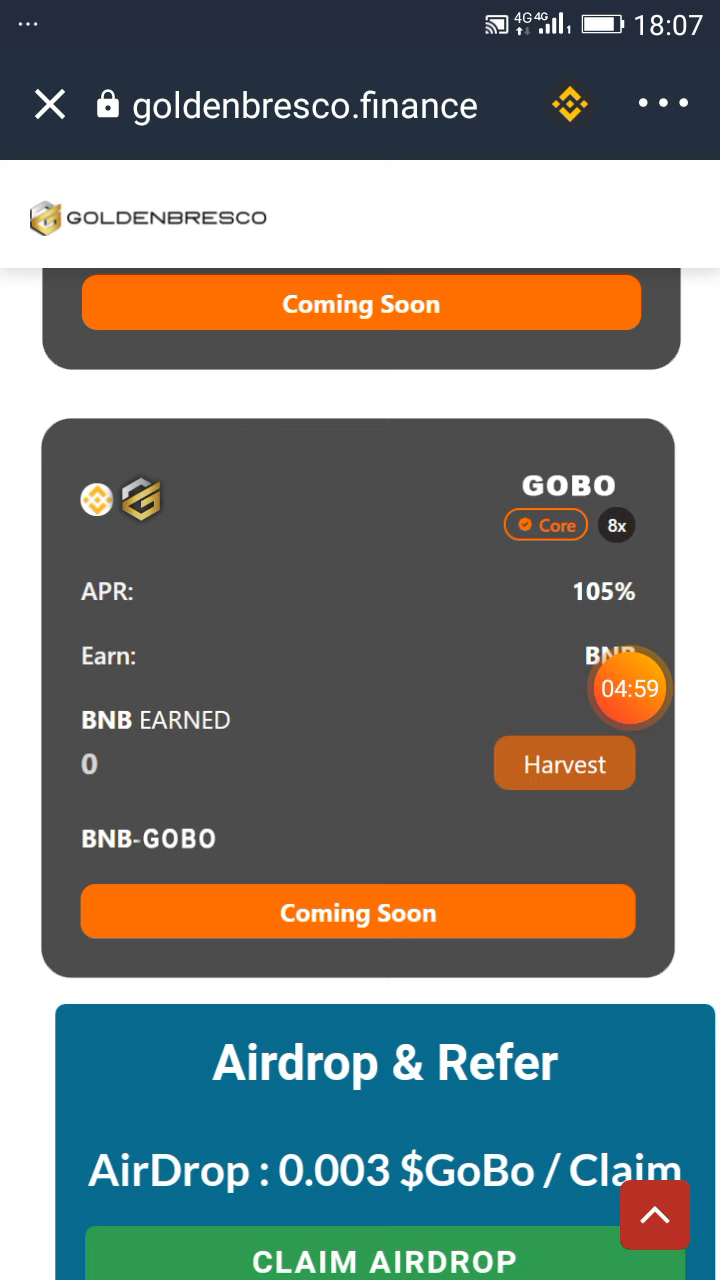 18:07
goldenbresco.finance
GOLDENBRESCO
Coming Soon
GOBO
Core 8x
APR: 105%
Earn: BNB
04:59
BNB EARNED
0 Harvest
BNB-GOBO
Coming Soon
Airdrop & Refer
AirDrop : 0.003 $GoBo / Claim
CLAIM AIRDROP